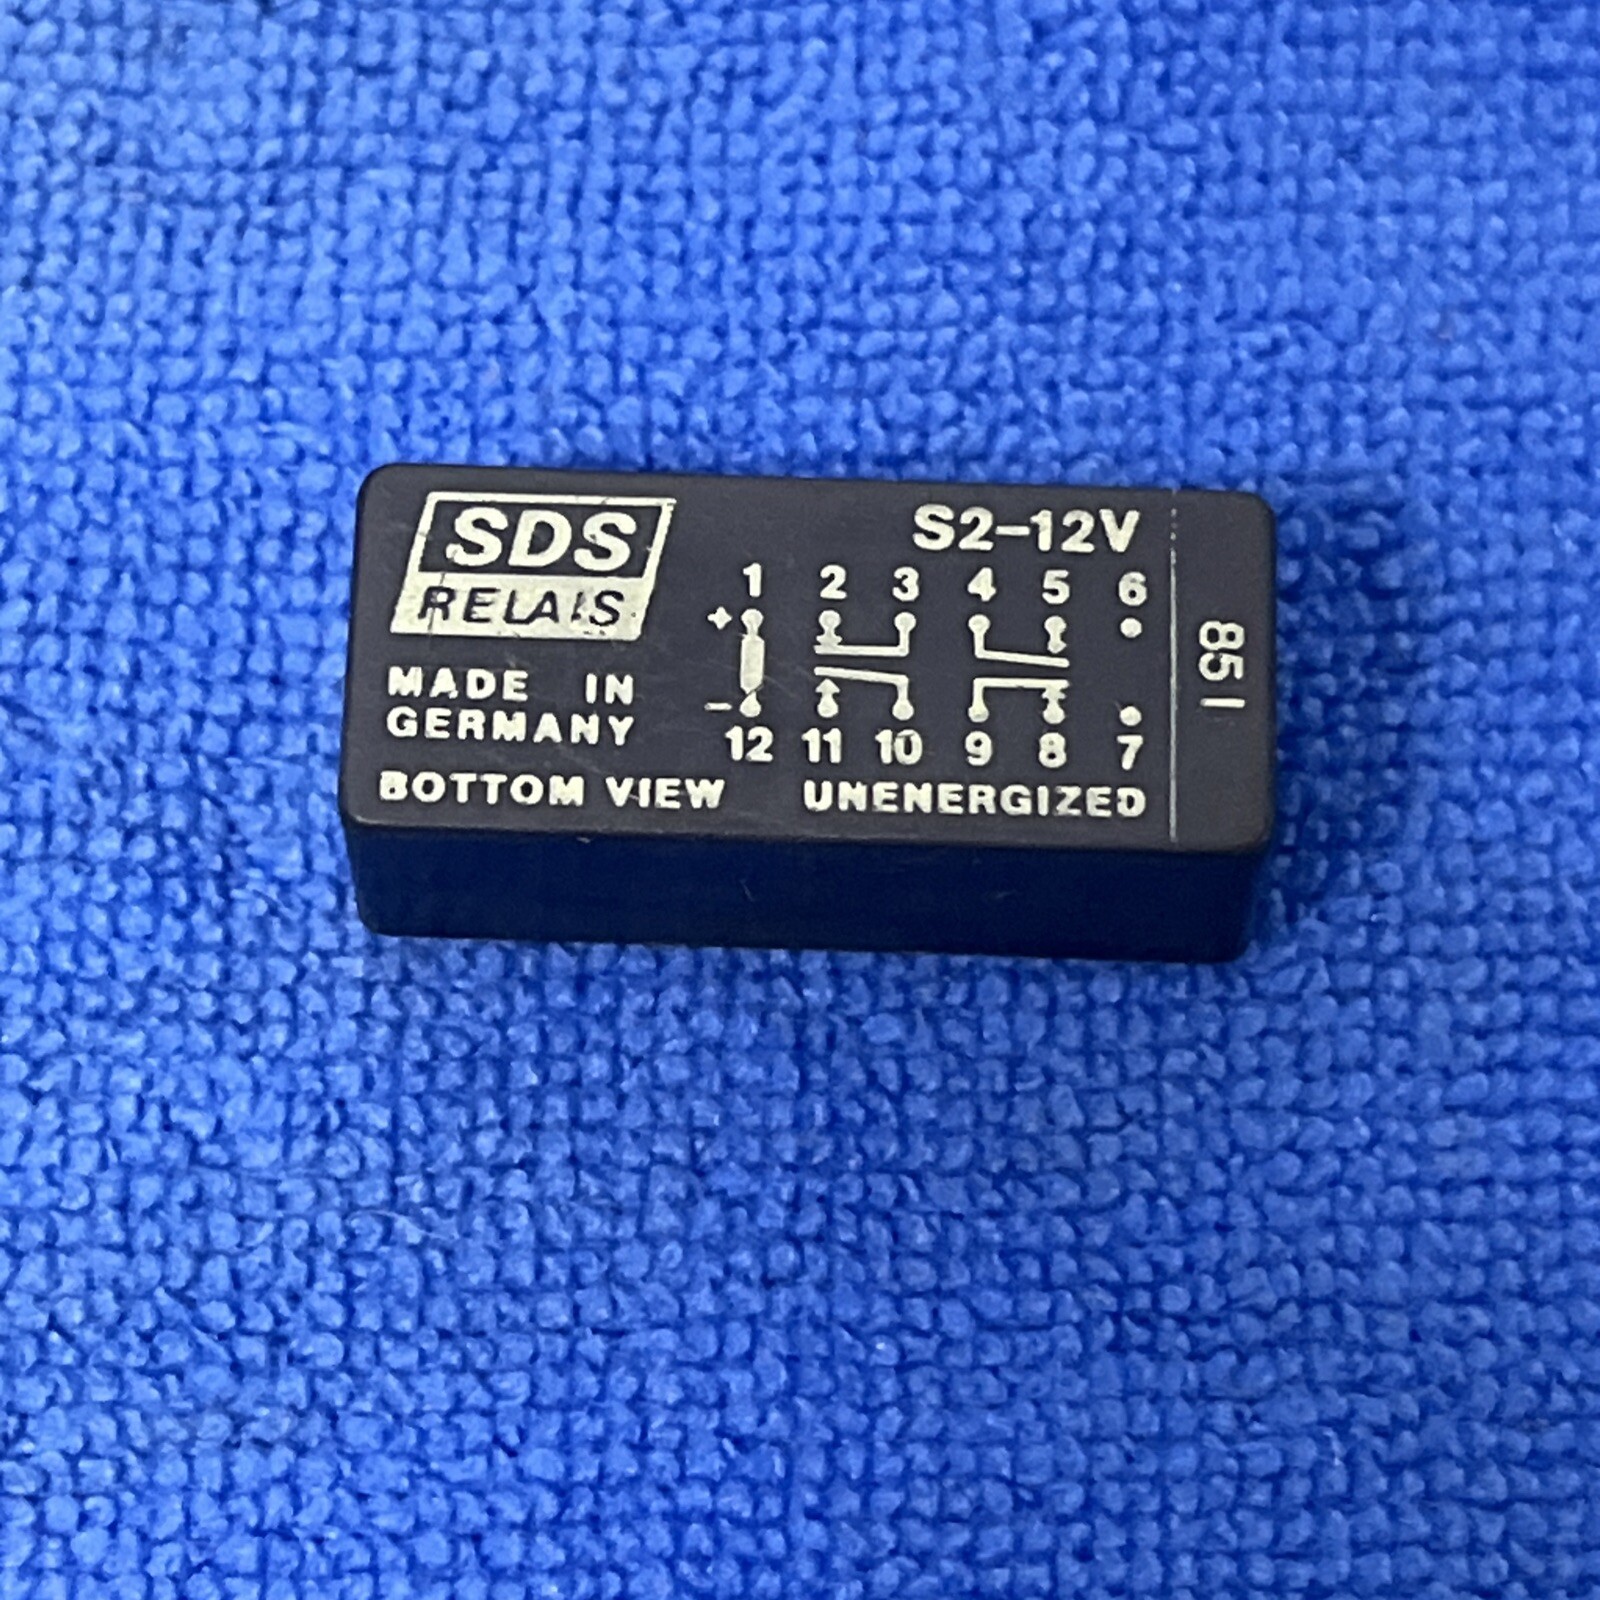 SDS
RELAIS
MADE IN
GERMANY
S2-12V
1 2 3 4 5 6
+
-
12 11 10 9 8 7
BOTTOM VIEW UNENERGIZED
851